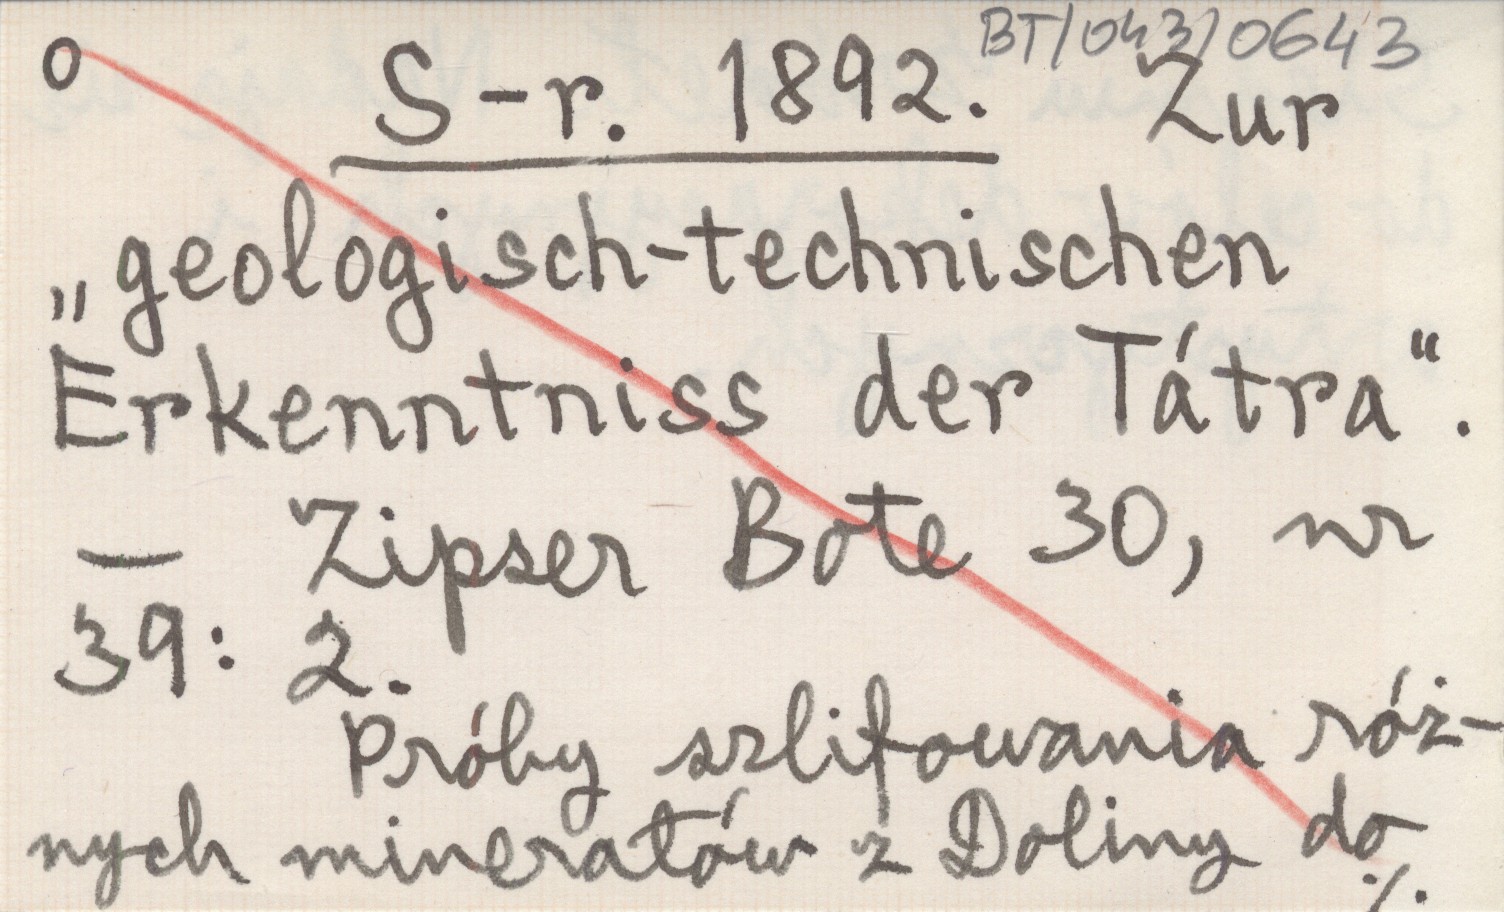 BT/043/0643
o S-r. 1892. Zur
„geologisch-technischen
Erkenntniss der Tátra“.
— Zipser Bote 30, nr
39: 2.
Próby szlifowania róż-
nych minerałów z Doliny do
./.